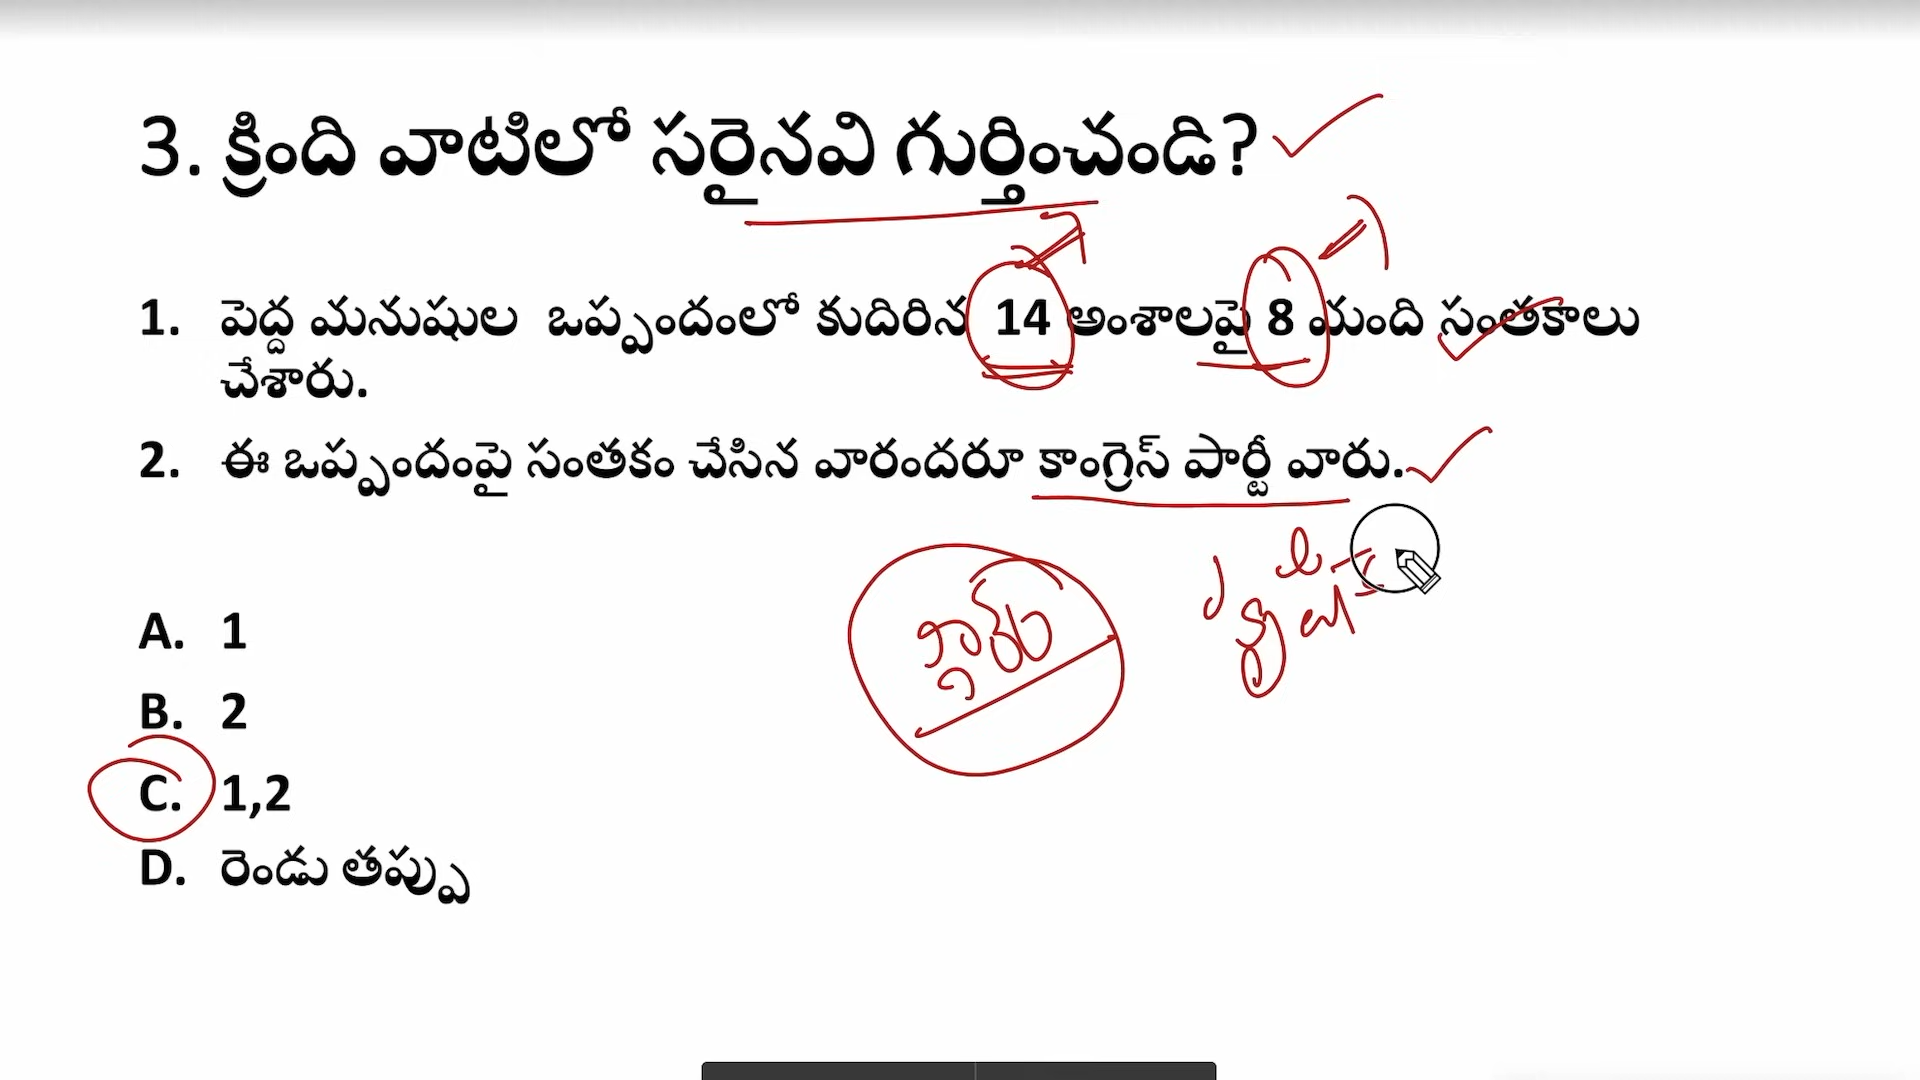 3. క్రింది వాటిలో సరైనవి గుర్తించండి?
1. పెద్ద మనుషుల ఒప్పందంలో కుదిరిన 14 అంశాలపై 8 మంది సంతకాలు
చేశారు.
2. ఈ ఒప్పందంపై సంతకం చేసిన వారందరూ కాంగ్రెస్ పార్టీ వారు.
A. 1
B. 2
C. 1,2
D. రెండు తప్పు